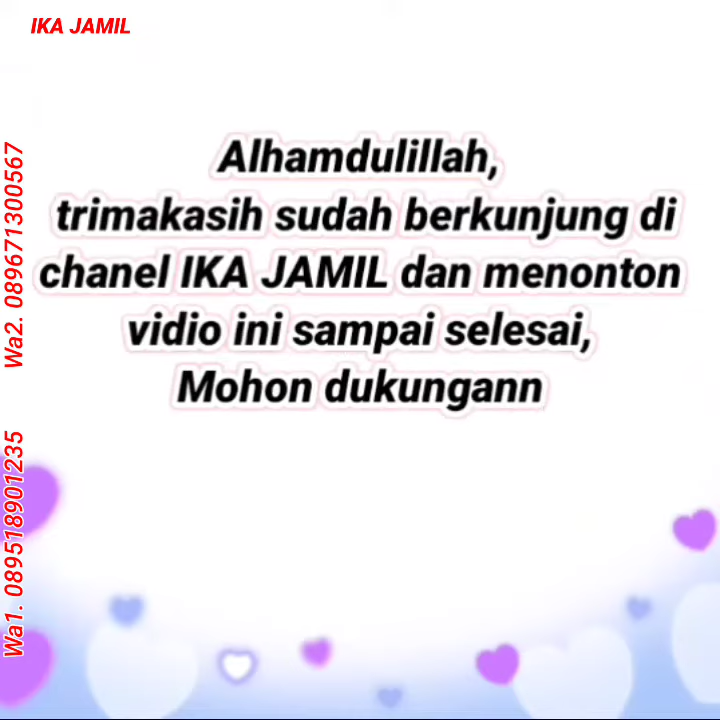 IKA JAMIL
Alhamdulillah,
trimakasih sudah berkunjung di
chanel IKA JAMIL dan menonton
vidio ini sampai selesai,
Mohon dukungann
Wa2. 089671300567
Wa1. 089518901235